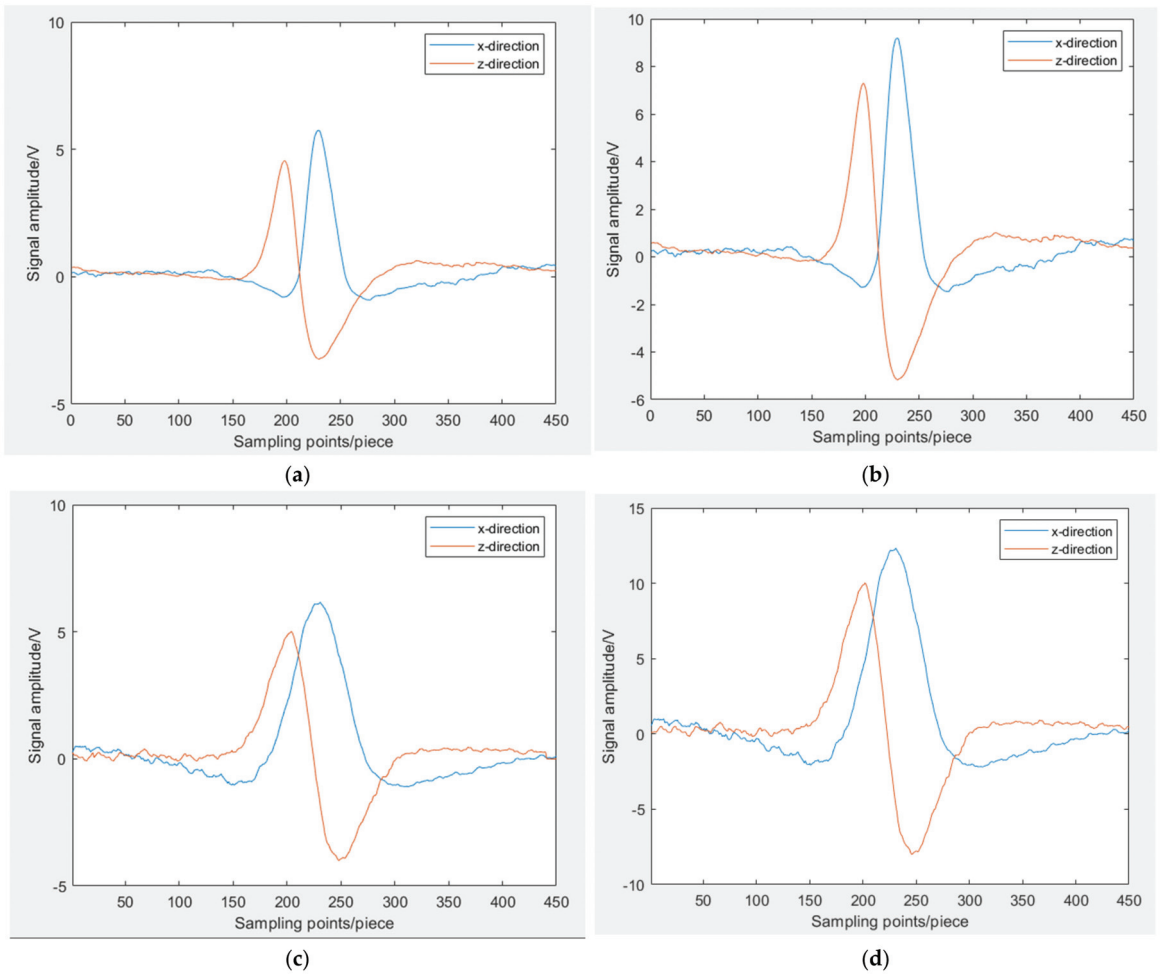 10
5
0
-5
Signal amplitude/V
x-direction
z-direction
0 50 100 150 200 250 300 350 400 450
Sampling points/piece
(a)
10
8
6
4
2
0
-2
-4
-6
Signal amplitude/V
x-direction
z-direction
0 50 100 150 200 250 300 350 400 450
Sampling points/piece
(b)
10
5
0
-5
Signal amplitude/V
x-direction
z-direction
50 100 150 200 250 300 350 400 450
Sampling points/piece
(c)
15
10
5
0
-5
-10
Signal amplitude/V
x-direction
z-direction
50 100 150 200 250 300 350 400 450
Sampling points/piece
(d)